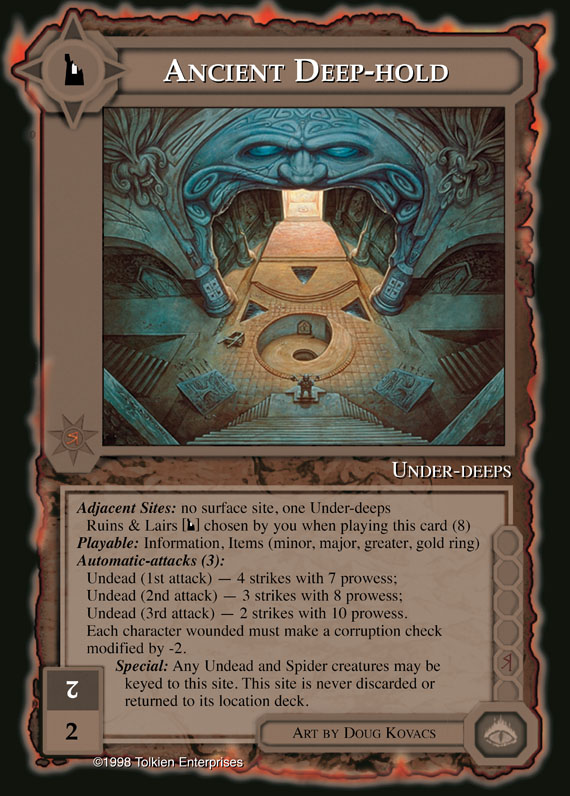 ANCIENT DEEP-HOLD
UNDER-DEEPS
Adjacent Sites: no surface site, one Under-deeps
Ruins & Lairs [] chosen by you when playing this card (8)
Playable: Information, Items (minor, major, greater, gold ring)
Automatic-attacks (3):
Undead (1st attack) — 4 strikes with 7 prowess;
Undead (2nd attack) — 3 strikes with 8 prowess;
Undead (3rd attack) — 2 strikes with 10 prowess.
Each character wounded must make a corruption check
modified by -2.
Special: Any Undead and Spider creatures may be
keyed to this site. This site is never discarded or
returned to its location deck.
2
2
ART BY DOUG KOVACS
©1998 Tolkien Enterprises